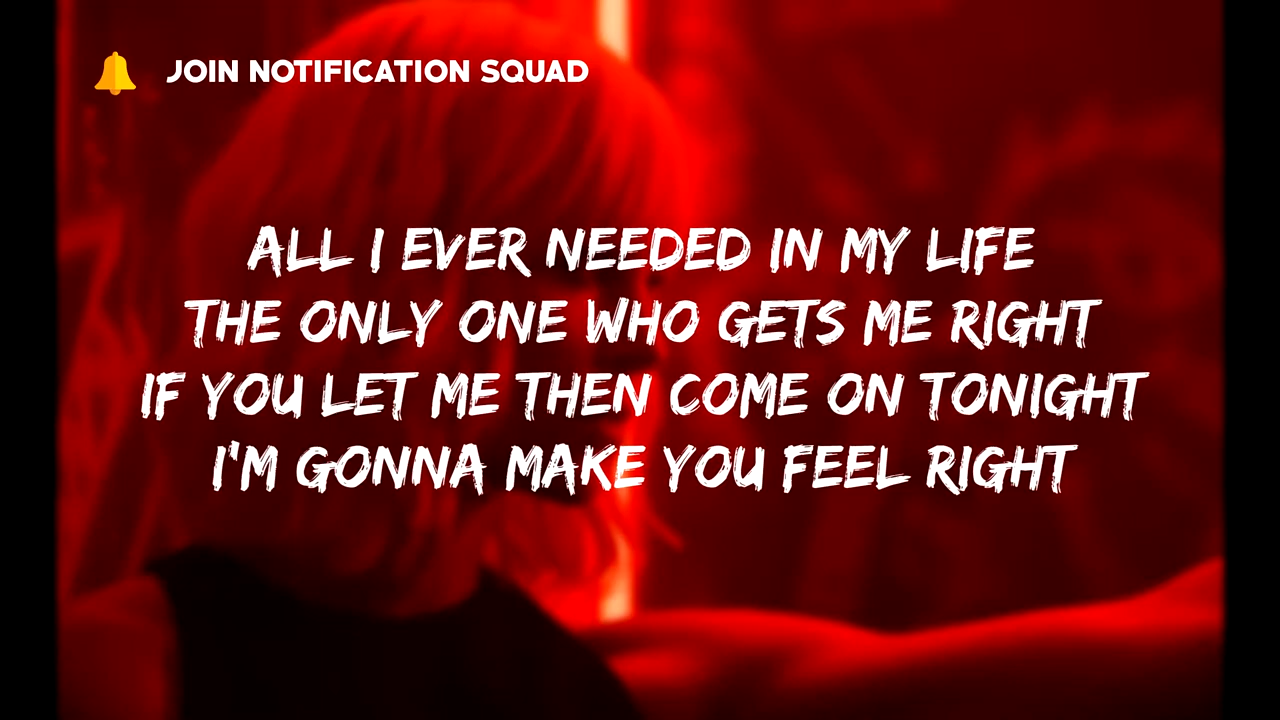 JOIN NOTIFICATION SQUAD
ALL I EVER NEEDED IN MY LIFE
THE ONLY ONE WHO GETS ME RIGHT
IF YOU LET ME THEN COME ON TONIGHT
I'M GONNA MAKE YOU FEEL RIGHT